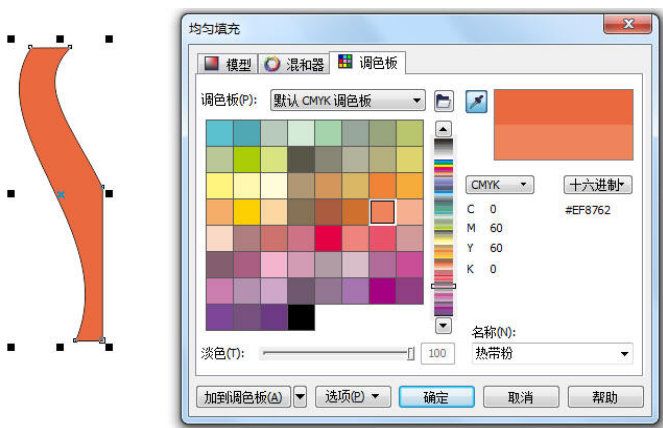 均匀填充
模型 混和器 调色板
调色板(P): 默认 CMYK 调色板
CMYK 十六进制
C 0 #EF8762
M 60
Y 60
K 0
名称(N):
淡色(T): 100 热带粉
加到调色板(A) 选项(P) 确定 取消 帮助